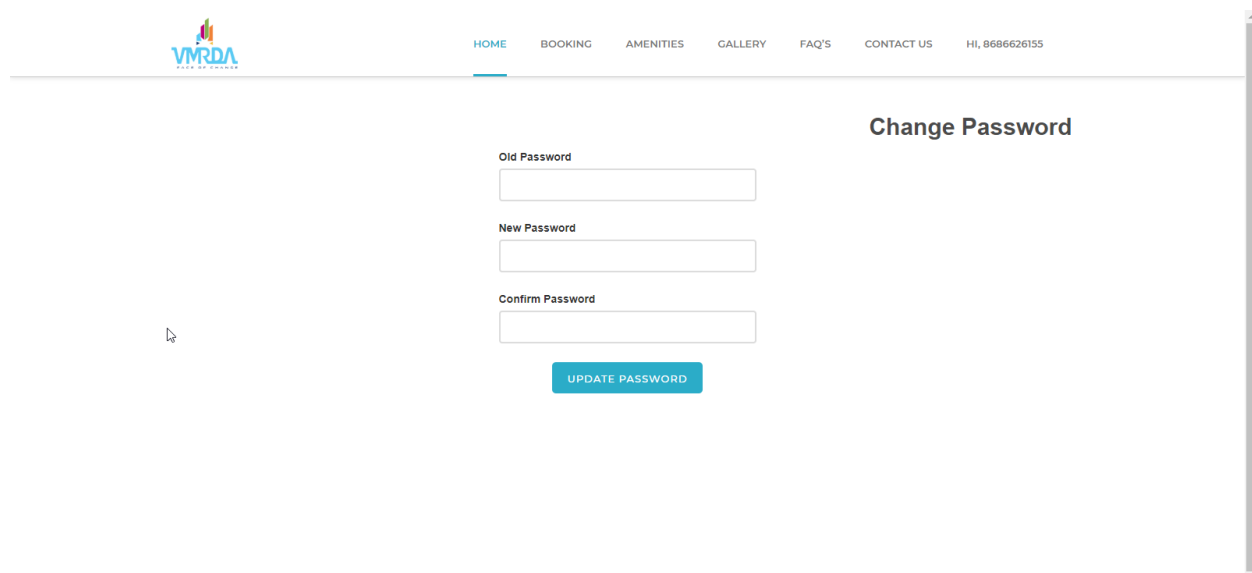 VMRDA
HOME BOOKING AMENITIES GALLERY FAQ'S CONTACT US HI, 8686626155
Change Password
Old Password
New Password
Confirm Password
UPDATE PASSWORD